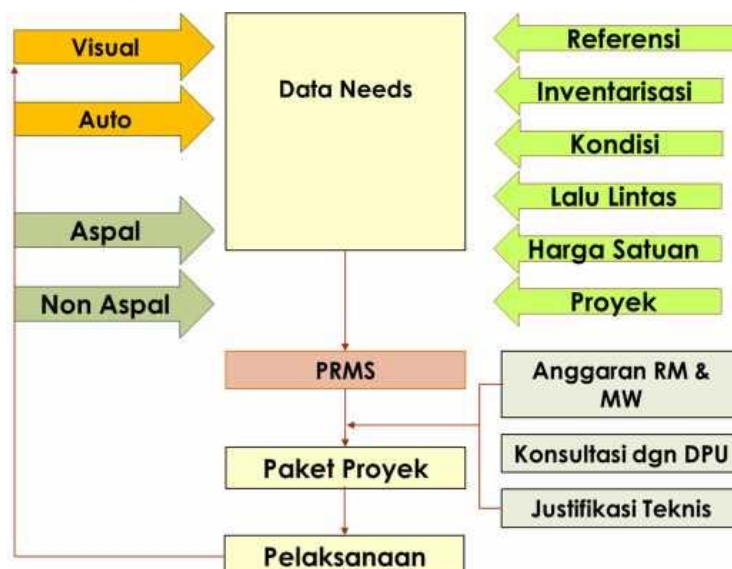 Visual
Auto
Aspal
Non Aspal
Data Needs
Referensi
Inventarisasi
Kondisi
Lalu Lintas
Harga Satuan
Proyek
PRMS
Anggaran RM &
MW
Konsultasi dgn DPU
Justifikasi Teknis
Paket Proyek
Pelaksanaan